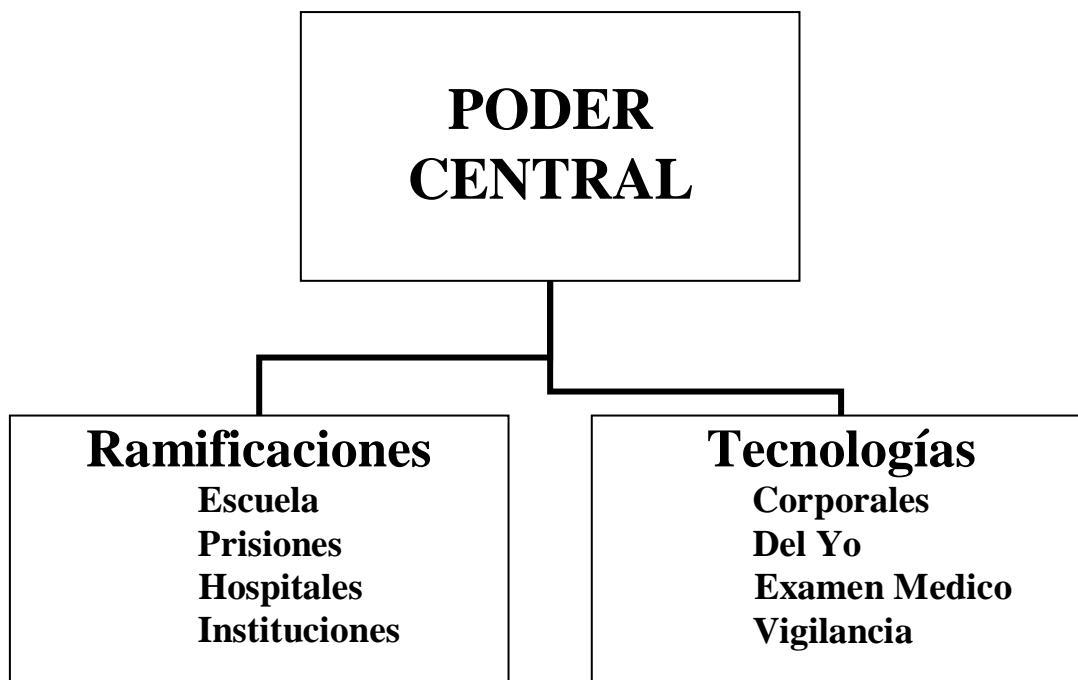 PODER
CENTRAL
Ramificaciones
Escuela
Prisiones
Hospitales
Instituciones
Tecnologías
Corporales
Del Yo
Examen Medico
Vigilancia